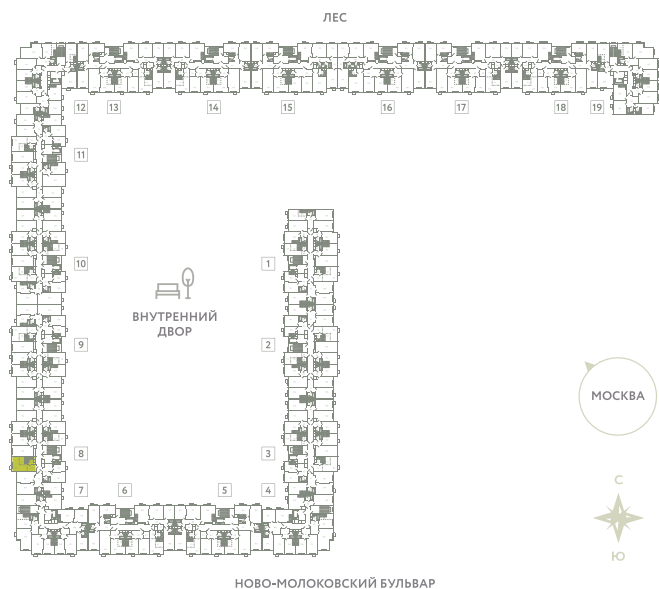 ЛЕС
12 13 14 15 16 17 18 19
11
10 1
ВНУТРЕННИЙ
ДВОР
9 2
МОСКВА
8 3
7 6 5 4
С
Ю
НОВО-МОЛОКОВСКИЙ БУЛЬВАР